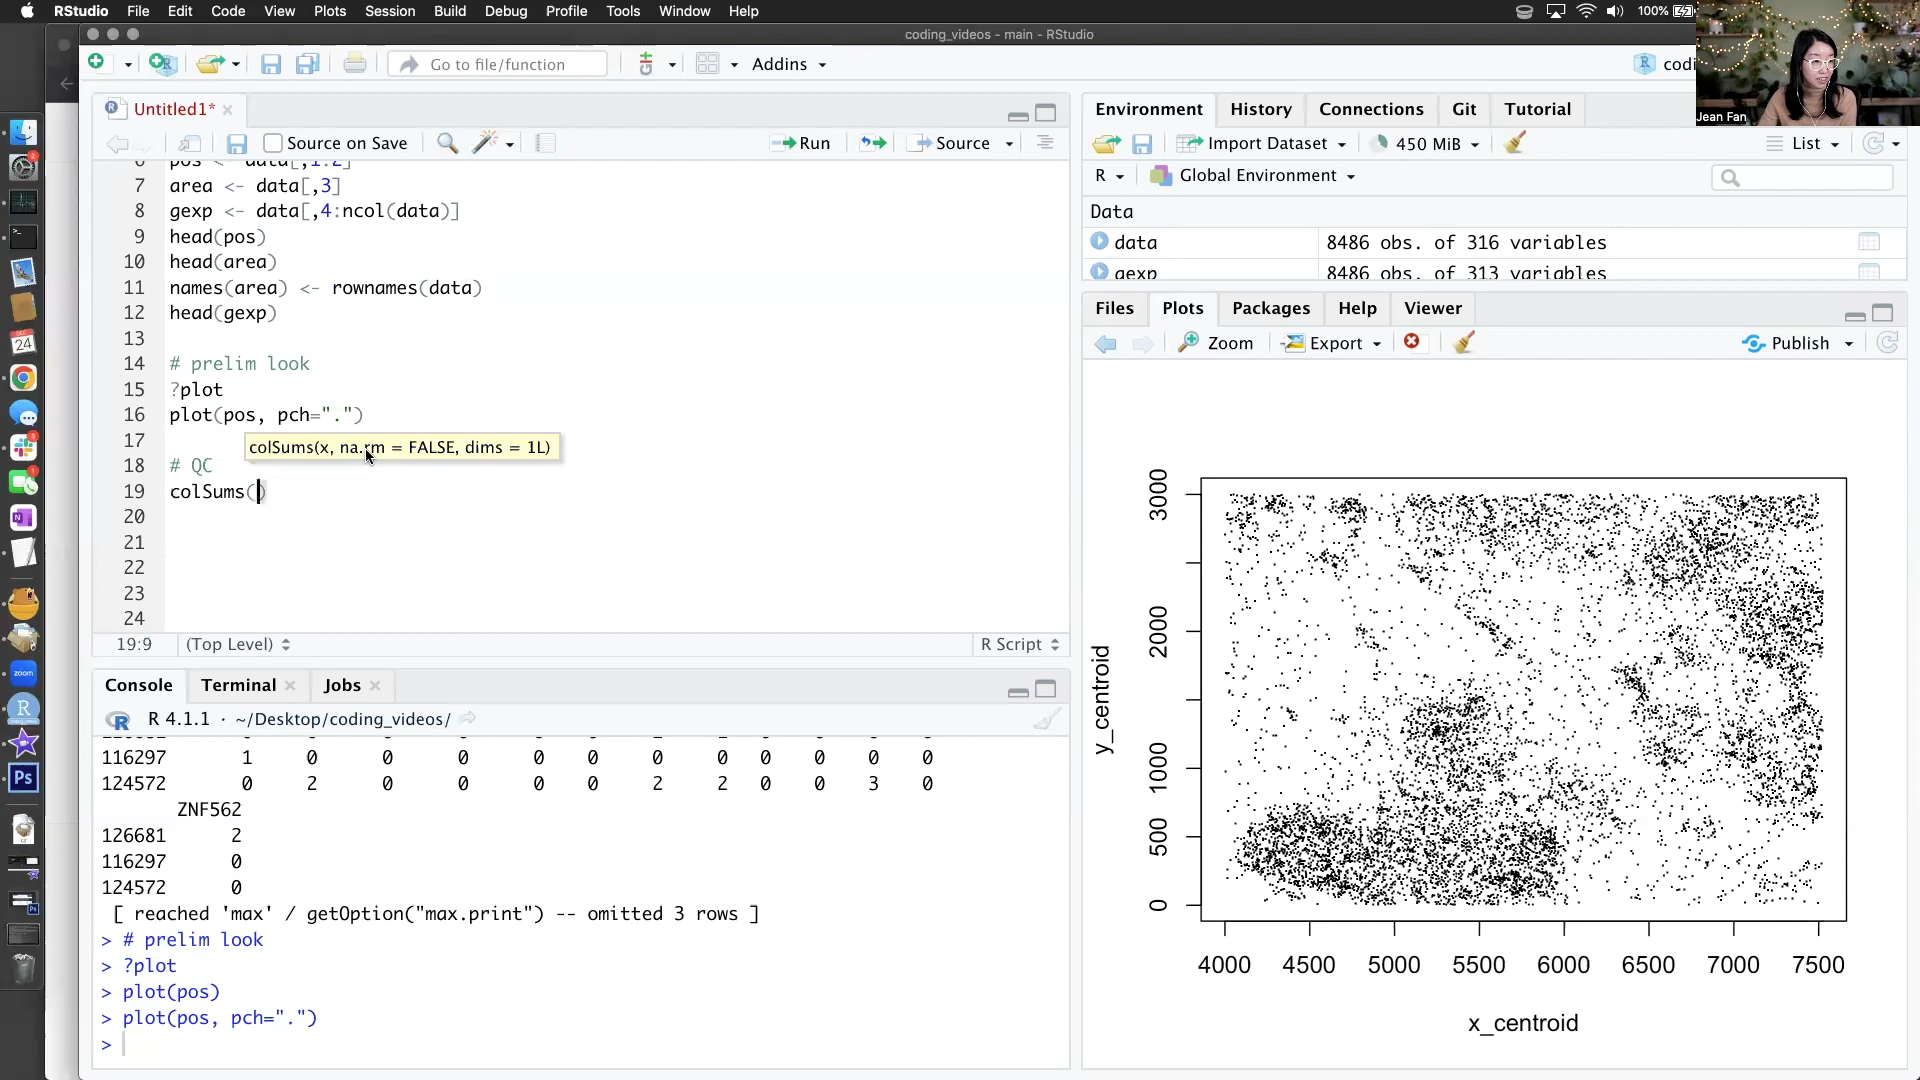 RStudio File Edit Code View Plots Session Build Debug Profile Tools Window Help 100%
coding_videos - main - RStudio
Go to file/function Addins
Jean Fan
Untitled1*
Source on Save Run Source
pos <- data[,1:2]
7 area <- data[,3]
8 gexp <- data[,4:ncol(data)]
9 head(pos)
10 head(area)
11 names(area) <- rownames(data)
12 head(gexp)
13
14 # prelim look
15 ?plot
16 plot(pos, pch=".")
17
colSums(x, na.rm = FALSE, dims = 1L)
18 # QC
19 colSums()
20
21
22
23
24
19:9 (Top Level) R Script
Console Terminal Jobs
R 4.1.1 · ~/Desktop/coding_videos/
116297 1 0 0 0 0 0 0 0 0 0 0 0
124572 0 2 0 0 0 0 2 2 0 0 3 0
ZNF562
126681 2
116297 0
124572 0
[ reached 'max' / getOption("max.print") -- omitted 3 rows ]
> # prelim look
> ?plot
> plot(pos)
> plot(pos, pch=".")
>
Environment History Connections Git Tutorial
Import Dataset 450 MiB List
R Global Environment
Data
data 8486 obs. of 316 variables
gexp 8486 obs. of 313 variables
Files Plots Packages Help Viewer
Zoom Export Publish
y_centroid
3000
2000
1000
500
0
4000 4500 5000 5500 6000 6500 7000 7500
x_centroid
24
zoom
Ps